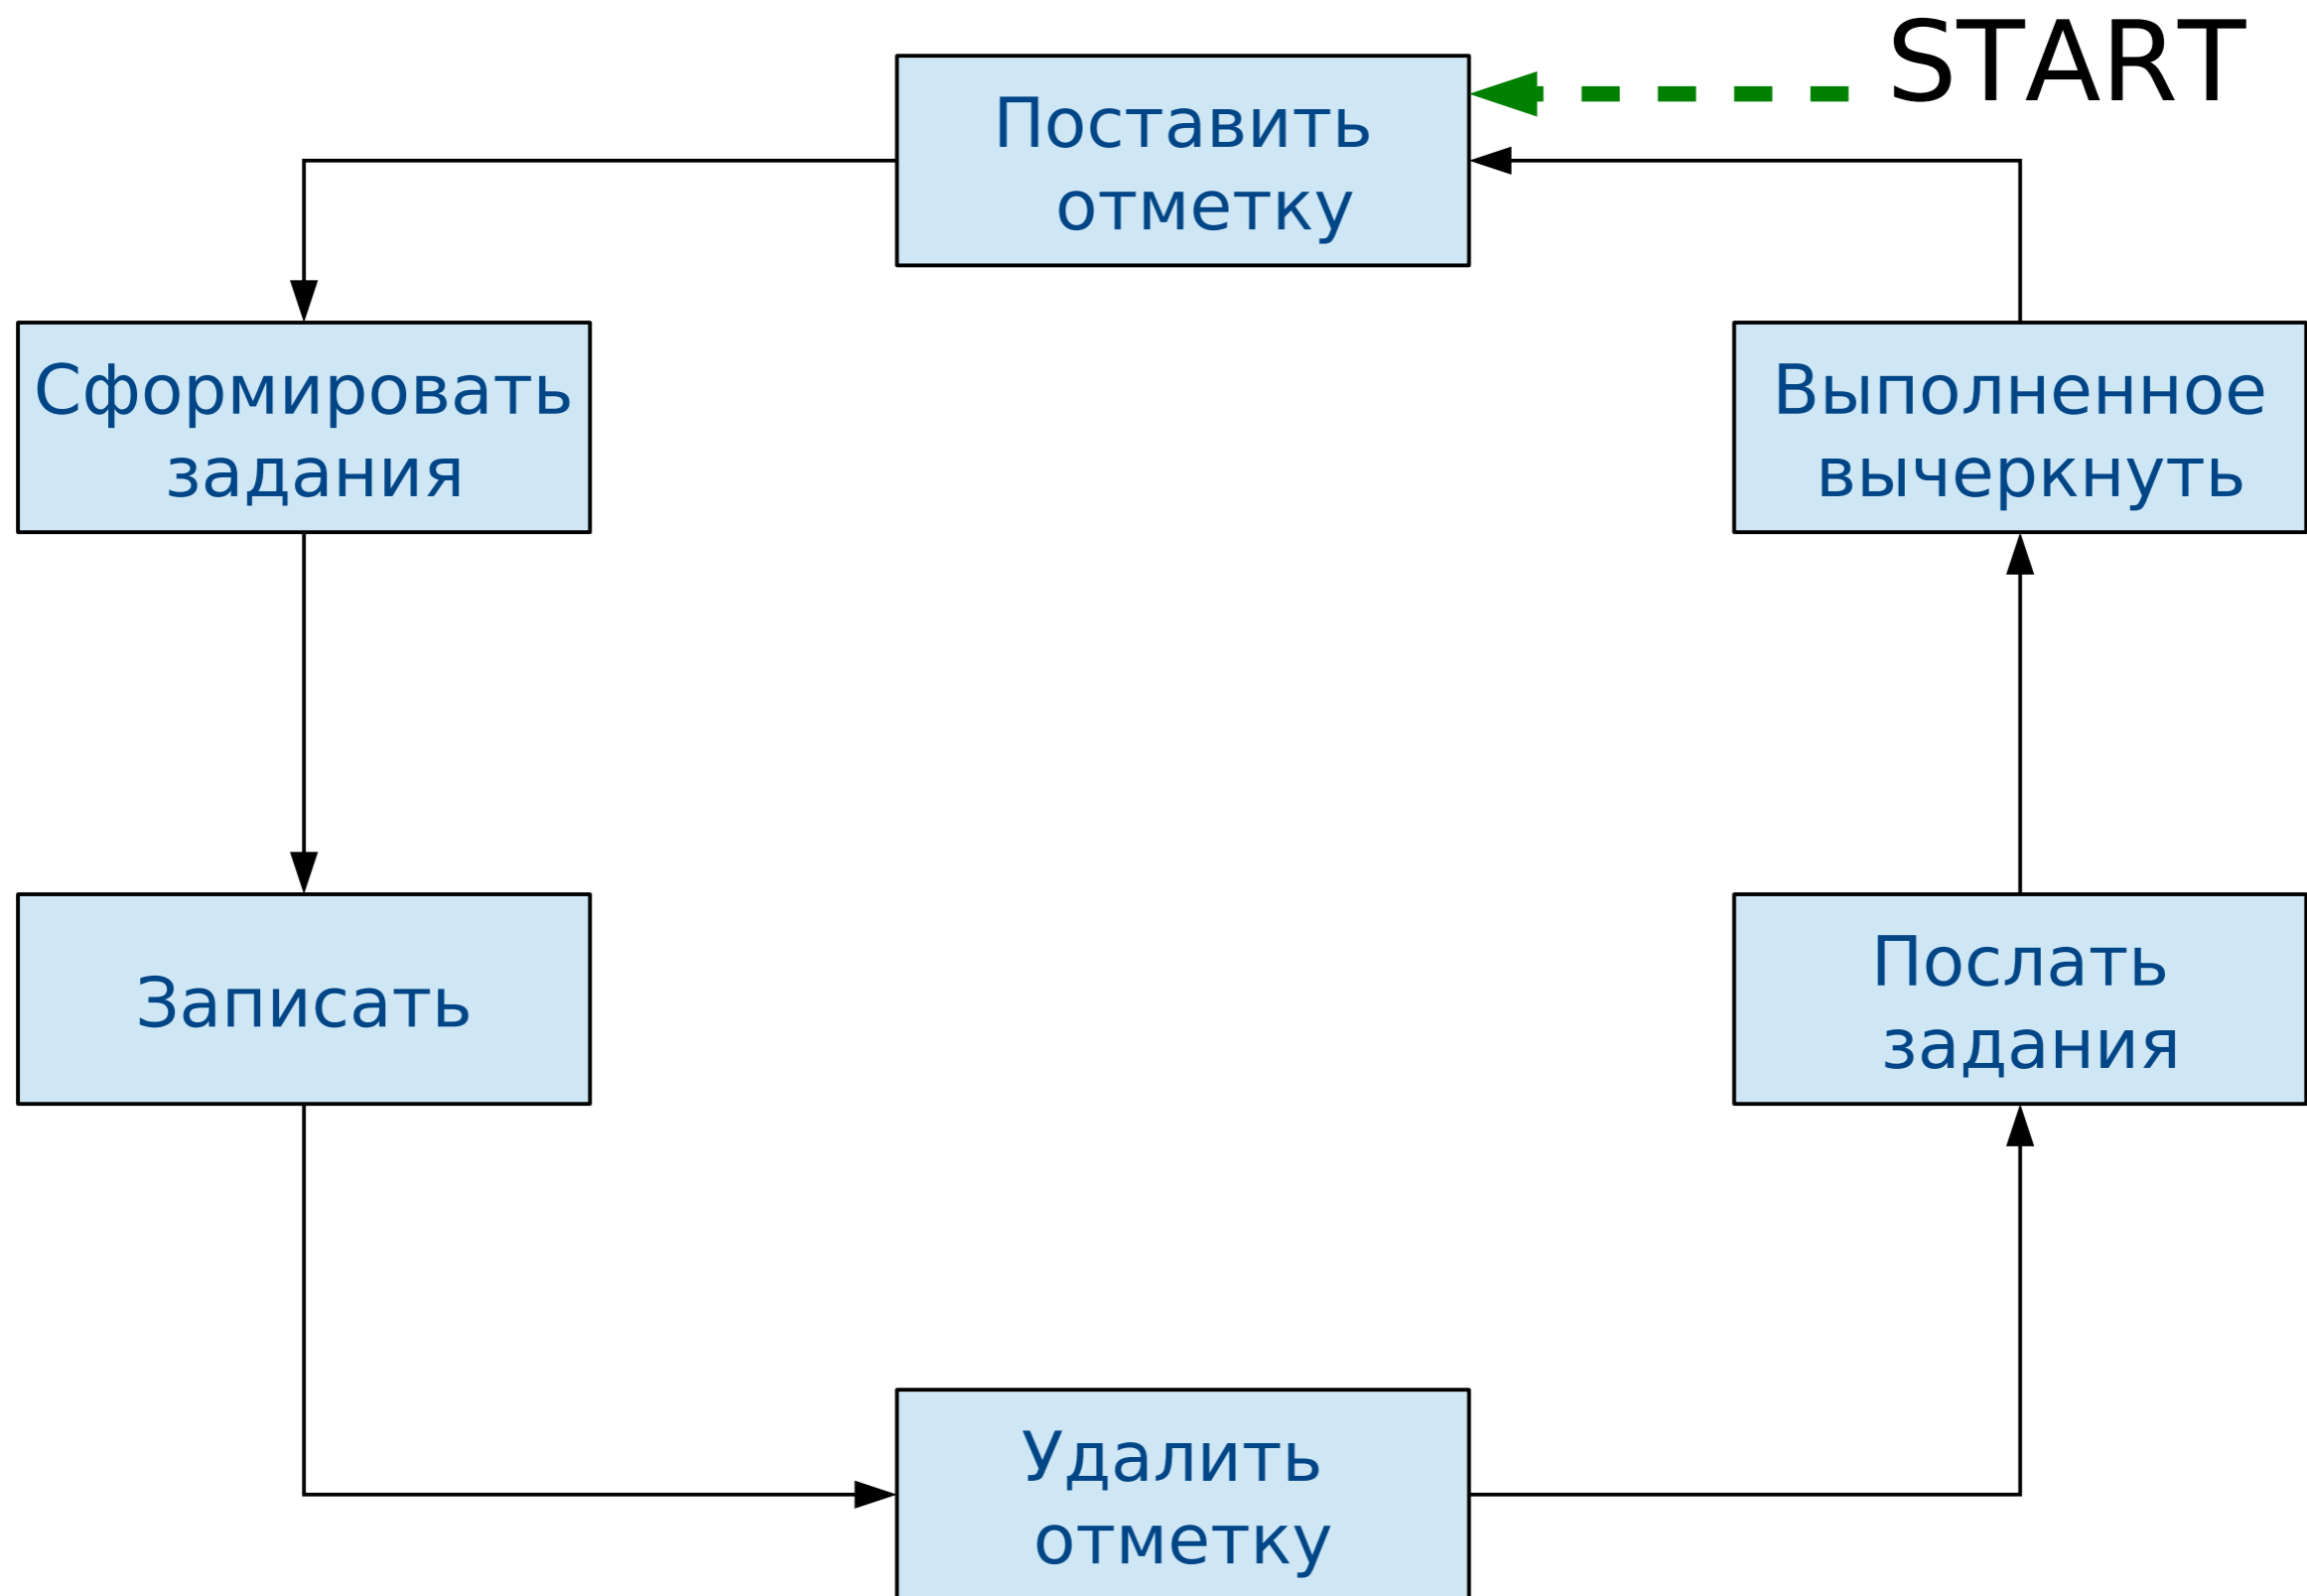 START
Поставить
отметку
Сформировать
задания
Выполненное
вычеркнуть
Записать
Послать
задания
Удалить
отметку